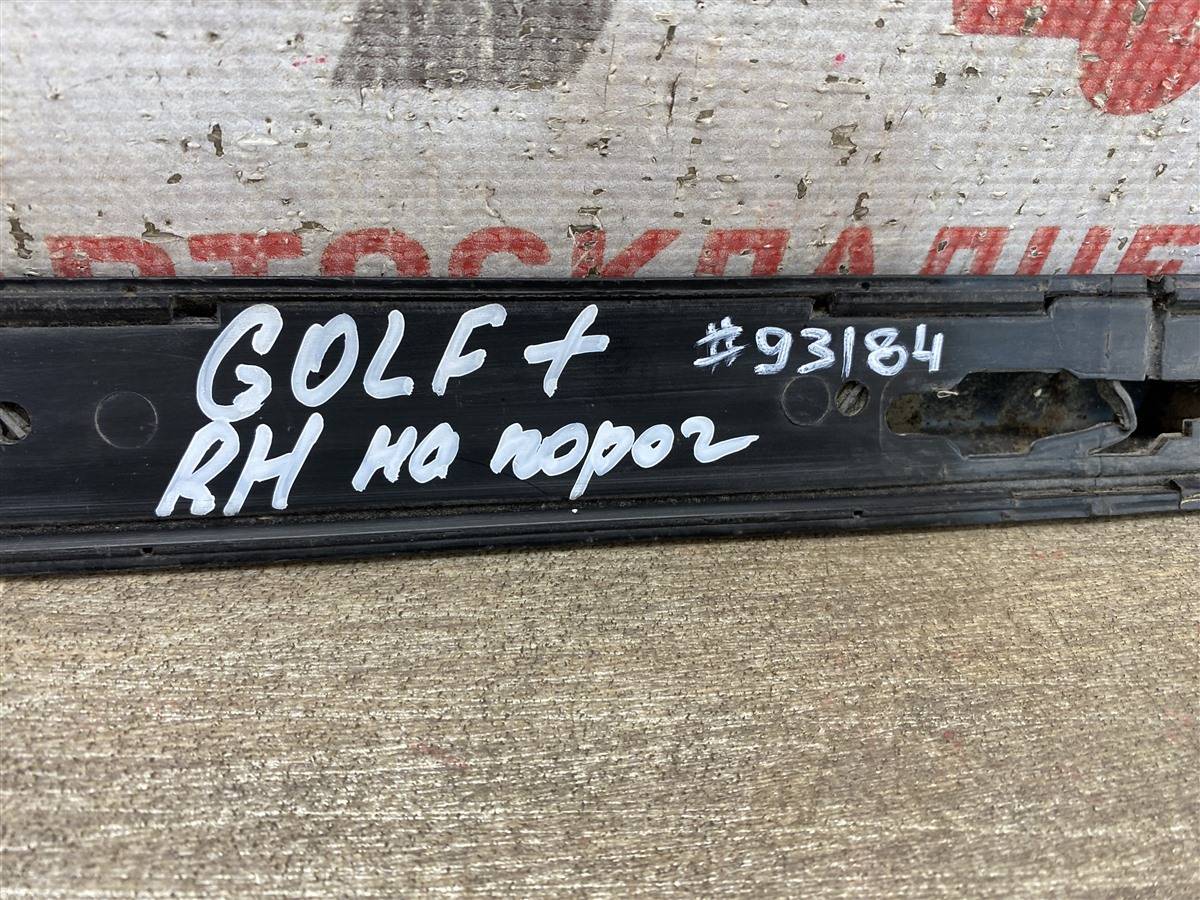 GOLF + #93184
RH на порог